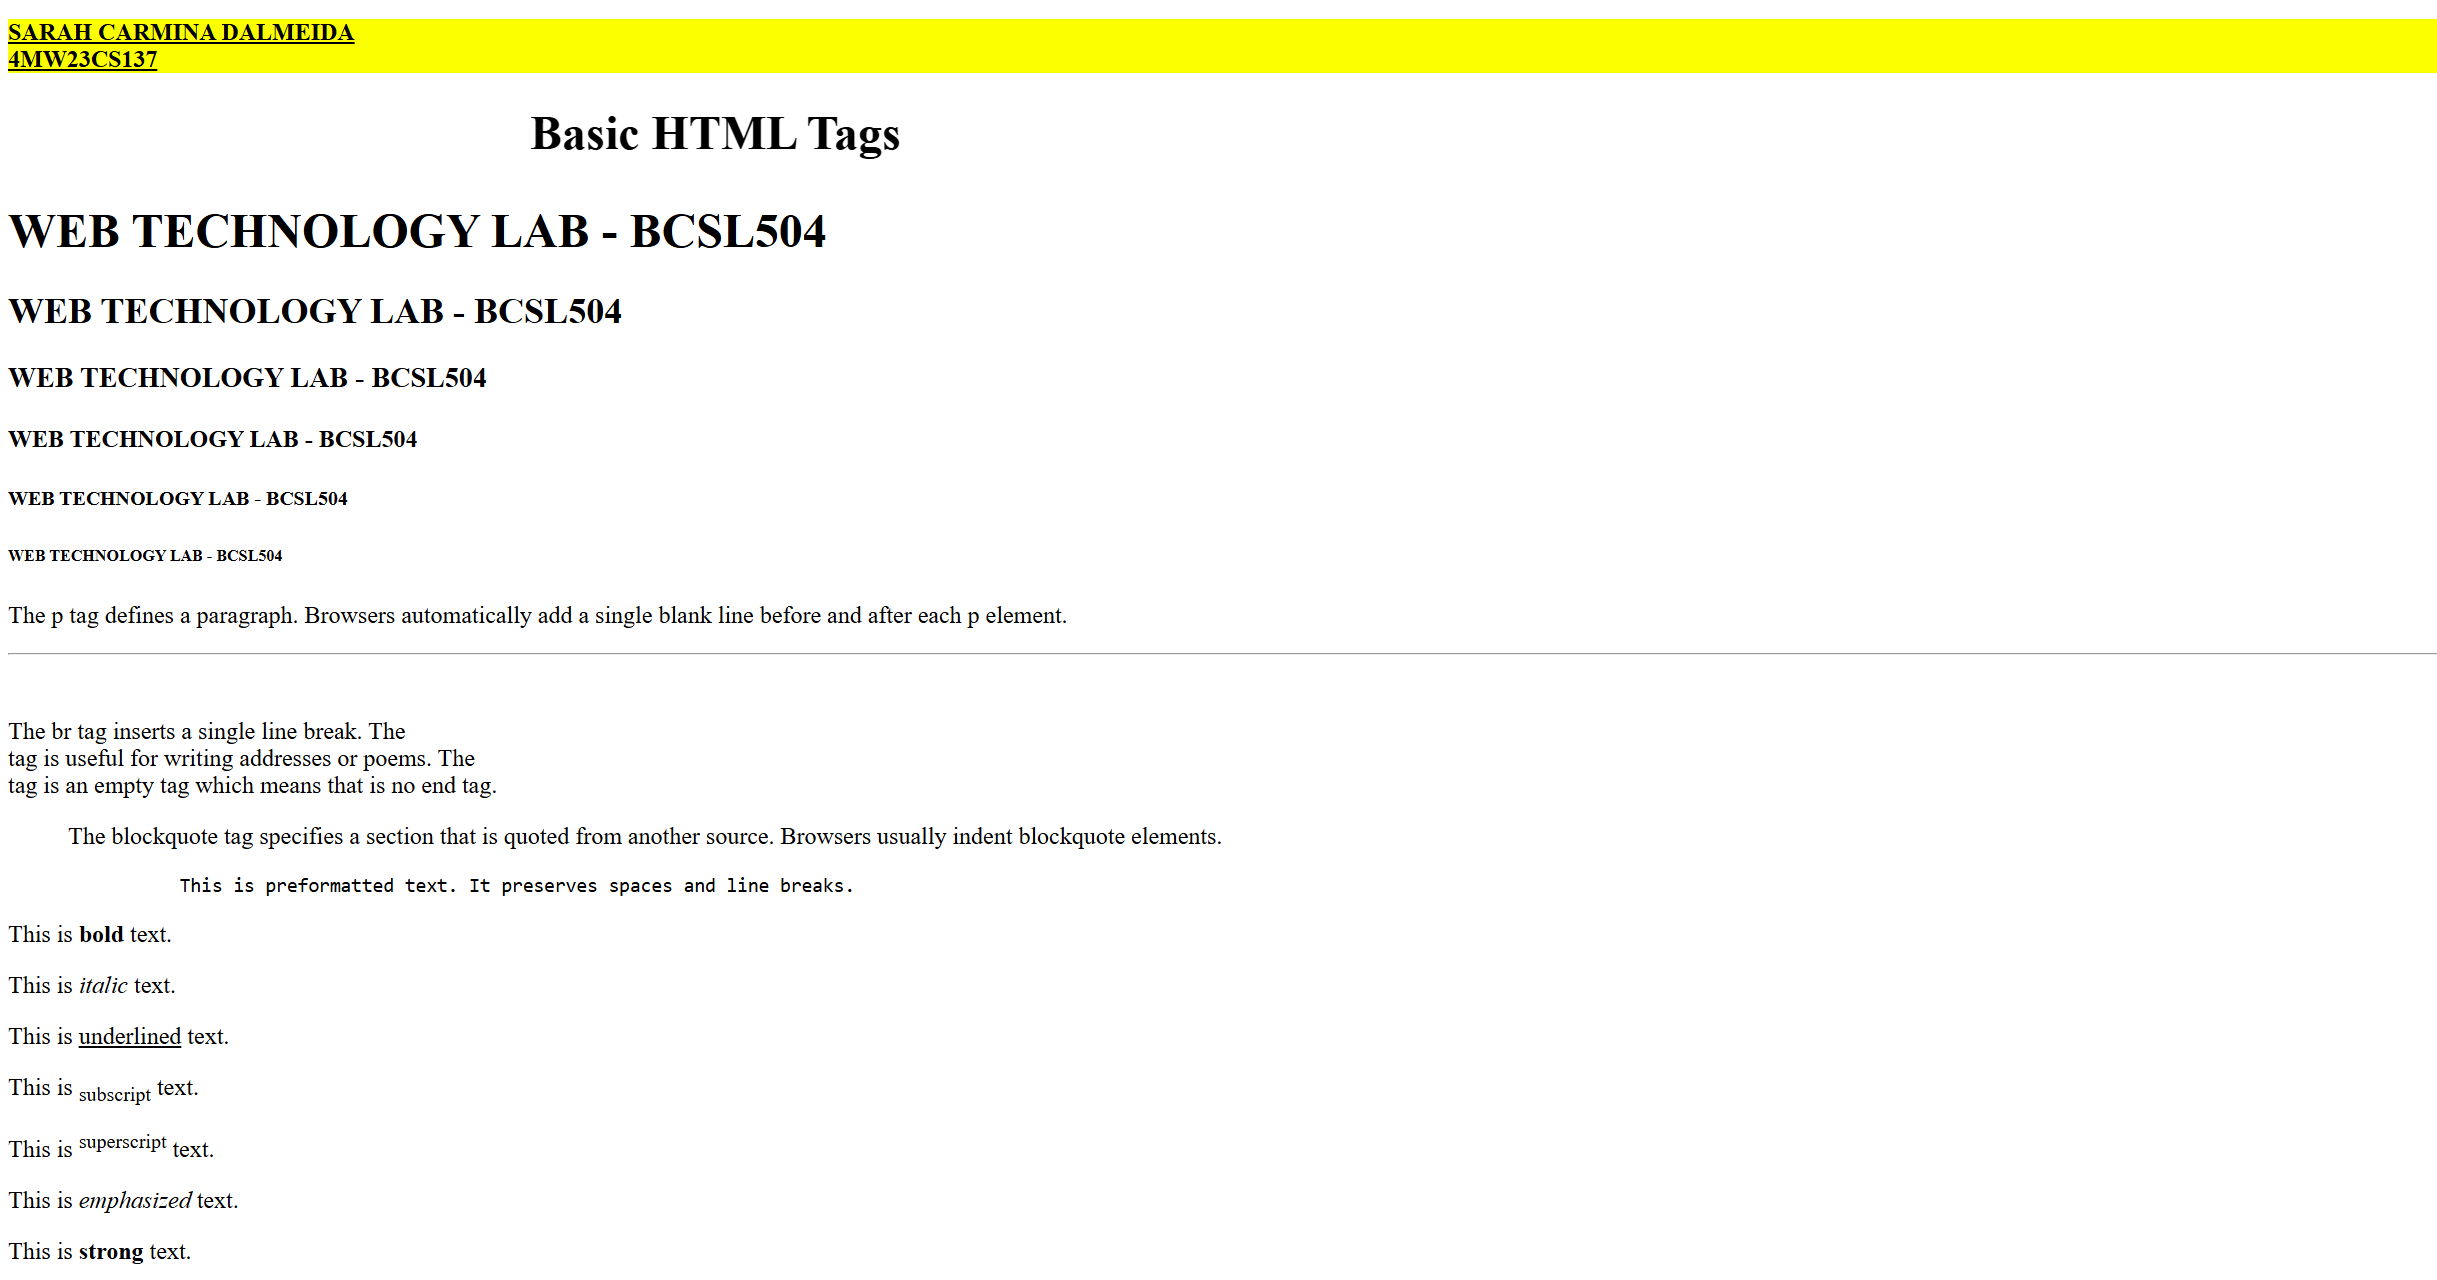 SARAH CARMINA DALMEIDA
4MW23CS137
Basic HTML Tags
WEB TECHNOLOGY LAB - BCSL504
WEB TECHNOLOGY LAB - BCSL504
WEB TECHNOLOGY LAB - BCSL504
WEB TECHNOLOGY LAB - BCSL504
WEB TECHNOLOGY LAB - BCSL504
WEB TECHNOLOGY LAB - BCSL504
The p tag defines a paragraph. Browsers automatically add a single blank line before and after each p element.
The br tag inserts a single line break. The
tag is useful for writing addresses or poems. The
tag is an empty tag which means that is no end tag.
The blockquote tag specifies a section that is quoted from another source. Browsers usually indent blockquote elements.
This is preformatted text. It preserves spaces and line breaks.
This is bold text.
This is italic text.
This is underlined text.
This is subscript text.
This is superscript text.
This is emphasized text.
This is strong text.